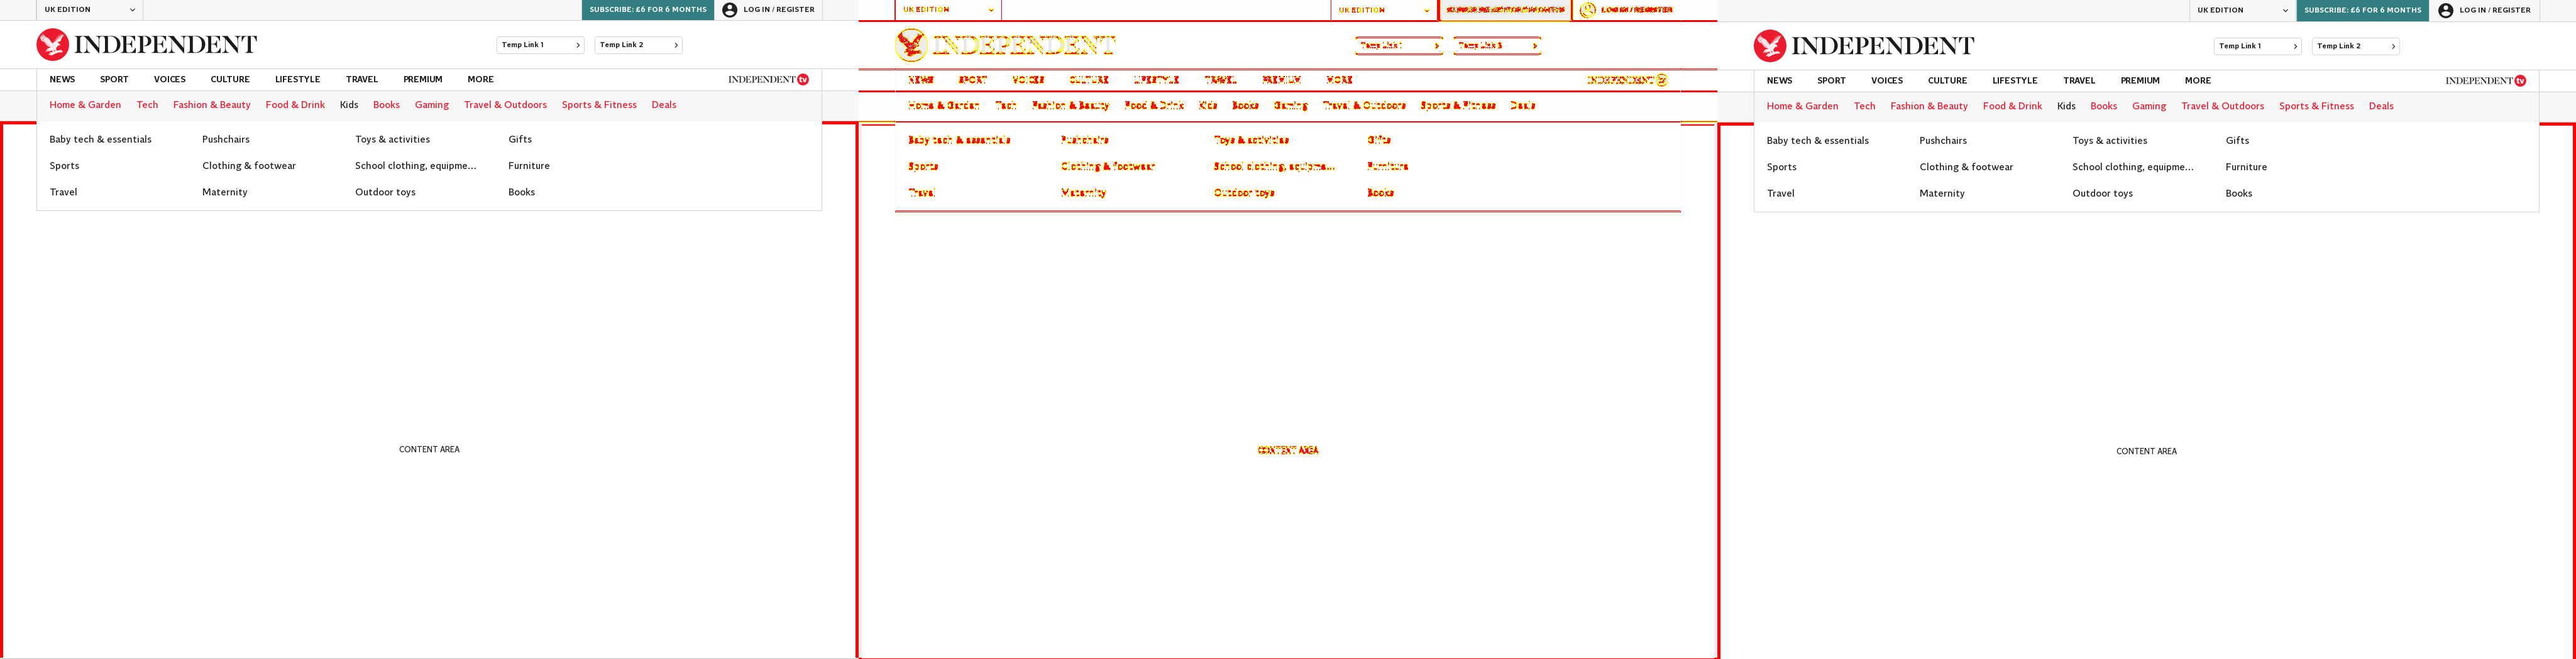 UK EDITION SUBSCRIBE: £6 FOR 6 MONTHS LOG IN / REGISTER
INDEPENDENT Temp Link 1 Temp Link 2
NEWS SPORT VOICES CULTURE LIFESTYLE TRAVEL PREMIUM MORE INDEPENDENT tv
Home & Garden Tech Fashion & Beauty Food & Drink Kids Books Gaming Travel & Outdoors Sports & Fitness Deals
Baby tech & essentials Pushchairs Toys & activities Gifts
Sports Clothing & footwear School clothing, equipme... Furniture
Travel Maternity Outdoor toys Books
CONTENT AREA
UK EDITION UK EDITION SUBSCRIBE: £6 FOR 6 MONTHS LOG IN / REGISTER
INDEPENDENT Temp Link 1 Temp Link 2
NEWS SPORT VOICES CULTURE LIFESTYLE TRAVEL PREMIUM MORE INDEPENDENT tv
Home & Garden Tech Fashion & Beauty Food & Drink Kids Books Gaming Travel & Outdoors Sports & Fitness Deals
Baby tech & essentials Pushchairs Toys & activities Gifts
Sports Clothing & footwear School clothing, equipme... Furniture
Travel Maternity Outdoor toys Books
CONTENT AREA
UK EDITION SUBSCRIBE: £6 FOR 6 MONTHS LOG IN / REGISTER
INDEPENDENT Temp Link 1 Temp Link 2
NEWS SPORT VOICES CULTURE LIFESTYLE TRAVEL PREMIUM MORE INDEPENDENT tv
Home & Garden Tech Fashion & Beauty Food & Drink Kids Books Gaming Travel & Outdoors Sports & Fitness Deals
Baby tech & essentials Pushchairs Toys & activities Gifts
Sports Clothing & footwear School clothing, equipme... Furniture
Travel Maternity Outdoor toys Books
CONTENT AREA